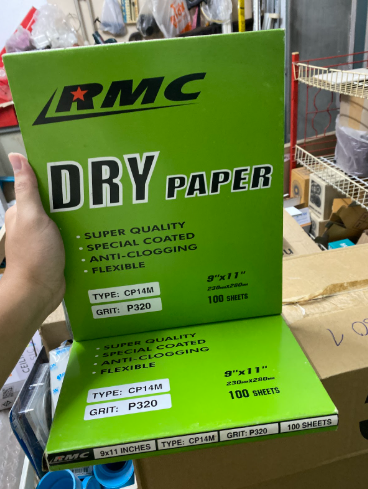 RMC
DRY PAPER
• SUPER QUALITY
• SPECIAL COATED
• ANTI-CLOGGING
• FLEXIBLE
9"x11"
230mmx280mm
100 SHEETS
TYPE: CP14M
GRIT: P320
• SUPER QUALITY
• SPECIAL COATED
• ANTI-CLOGGING
• FLEXIBLE
9"x11"
230mmx280mm
100 SHEETS
TYPE: CP14M
GRIT: P320
RMC 9x11 INCHES TYPE: CP14M GRIT: P320 100 SHEETS